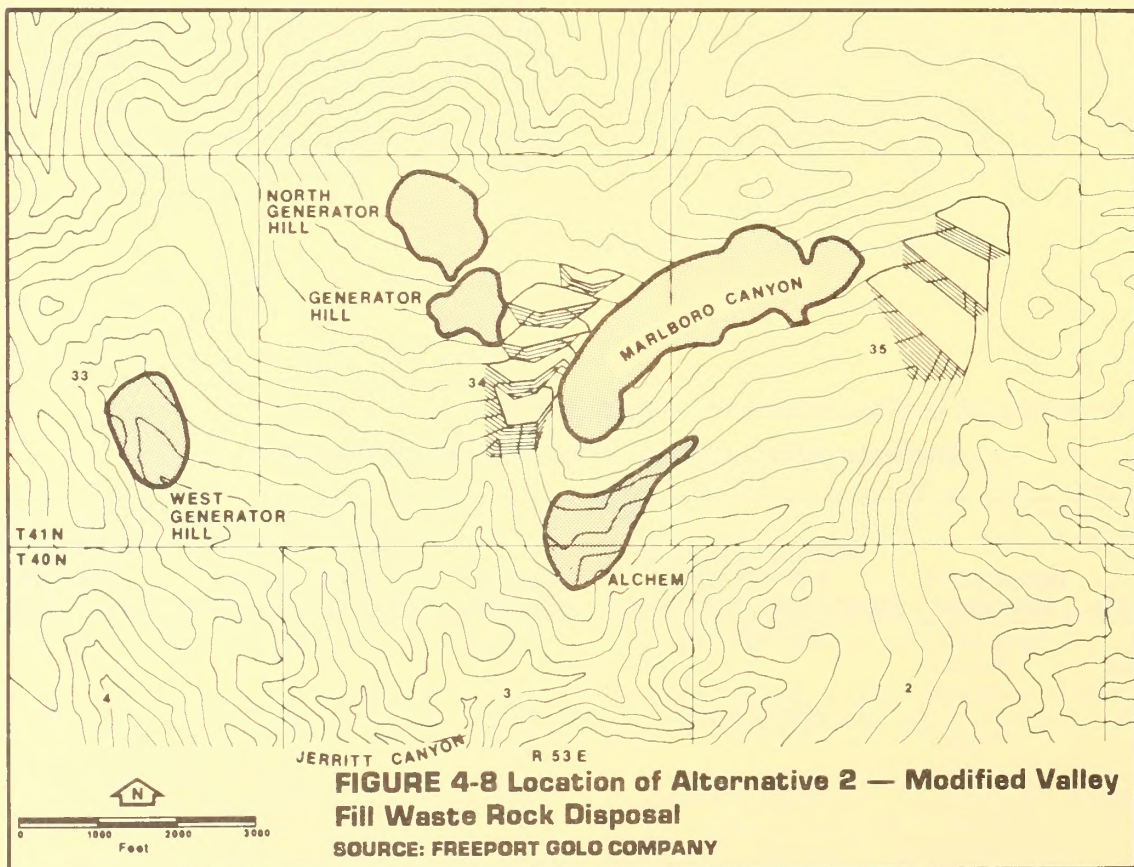 NORTH
GENERATOR
HILL
GENERATOR
HILL
MARLBORO CANYON
35
33
34
WEST
GENERATOR
HILL
T41N
T40N
ALCHEM
4
3
2
JERRITT CANYON
R 53 E
N
0 1000 2000 3000
Feet
FIGURE 4-8 Location of Alternative 2 — Modified Valley
Fill Waste Rock Disposal
SOURCE: FREEPORT GOLD COMPANY